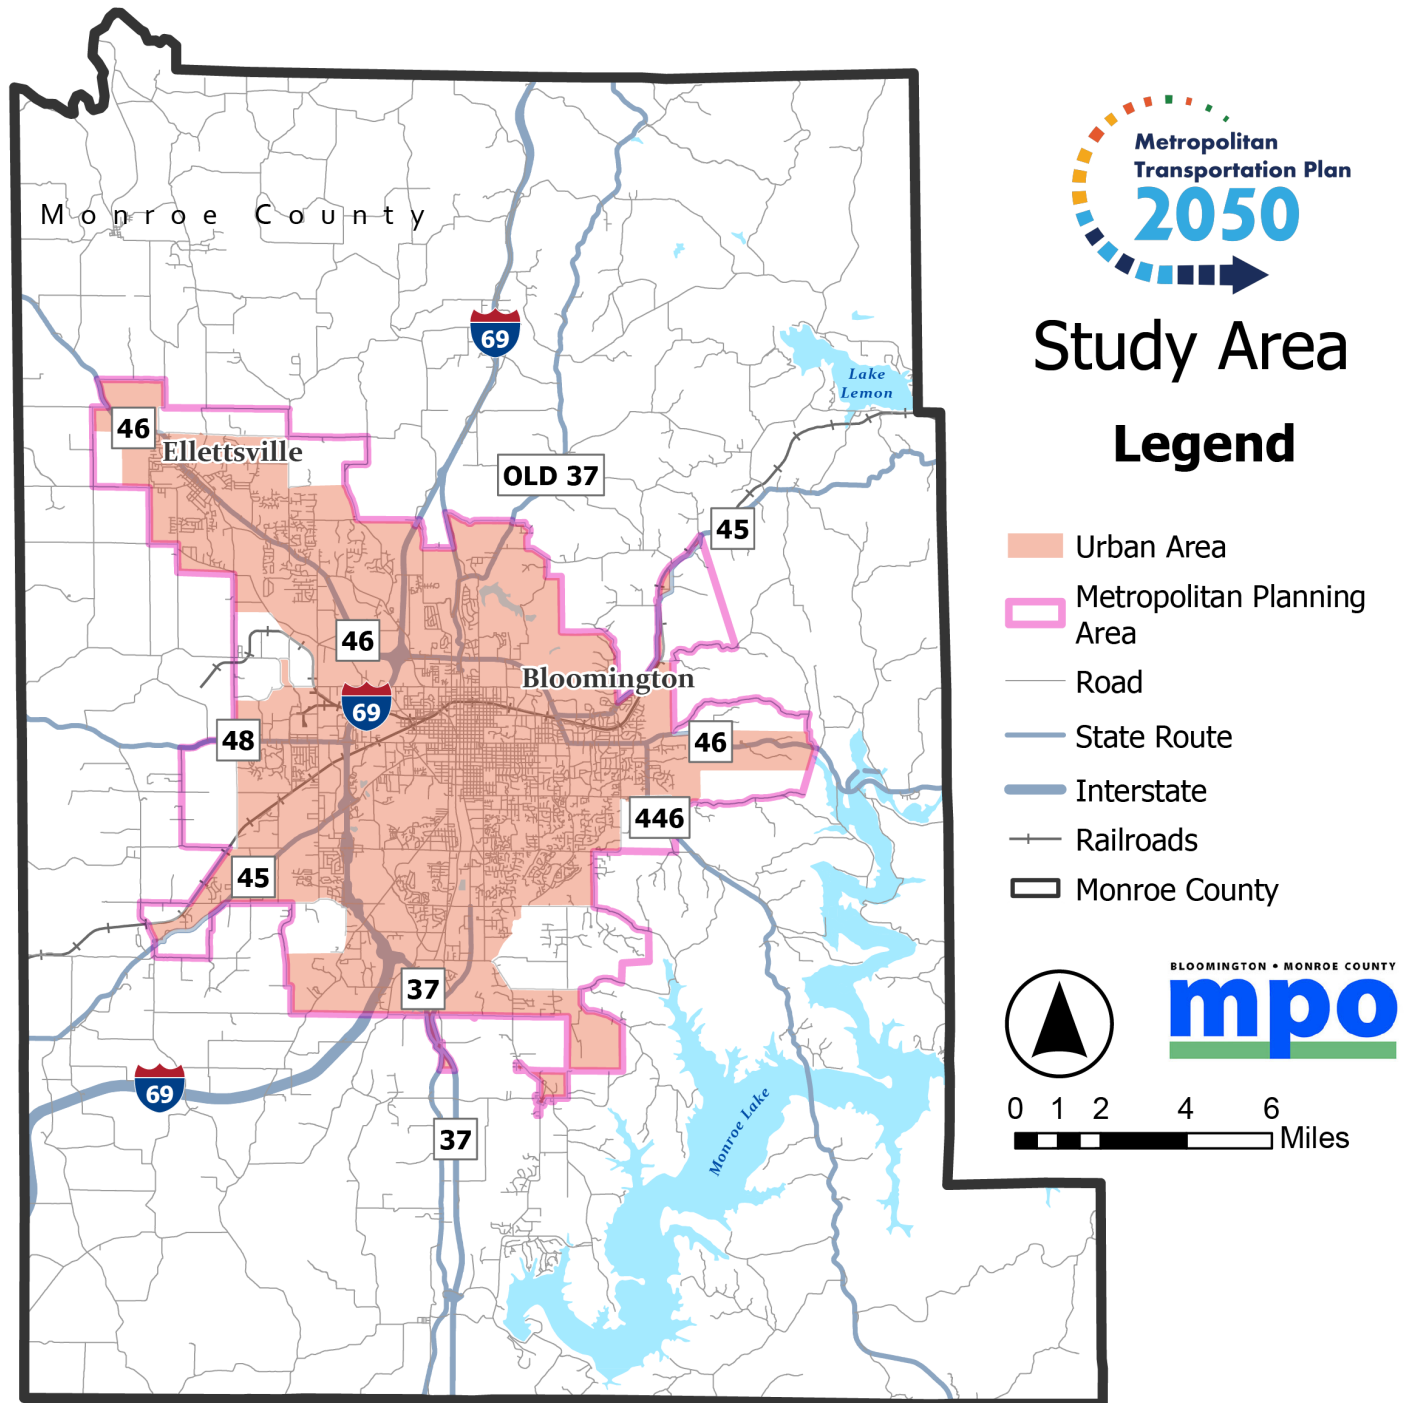 Monroe County
69
46
Ellettsville
OLD 37
Lake
Lemon
45
46
Bloomington
69
48
46
446
45
37
69
37
Monroe Lake
Metropolitan
Transportation Plan
2050
Study Area
Legend
Urban Area
Metropolitan Planning
Area
Road
State Route
Interstate
Railroads
Monroe County
BLOOMINGTON • MONROE COUNTY
mpo
0 1 2 4 6
Miles